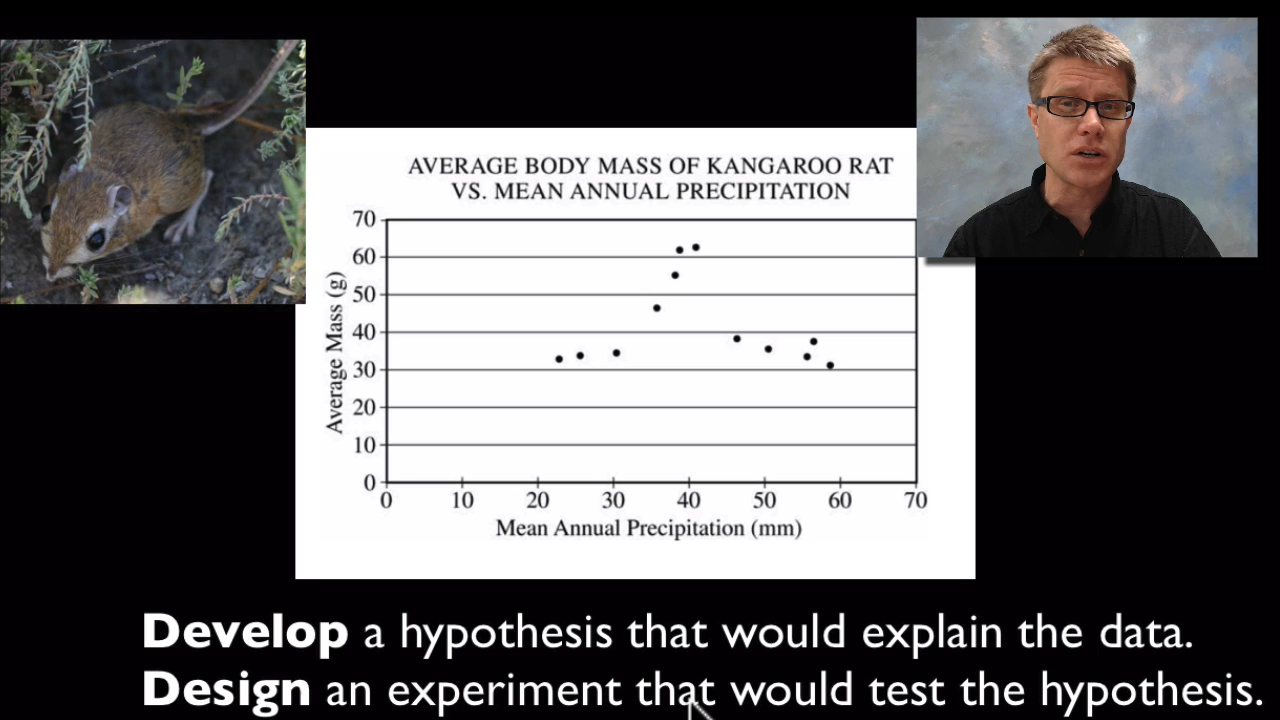 AVERAGE BODY MASS OF KANGAROO RAT
VS. MEAN ANNUAL PRECIPITATION
70
60
50
40
30
20
10
0
Average Mass (g)
0 10 20 30 40 50 60 70
Mean Annual Precipitation (mm)
Develop a hypothesis that would explain the data.
Design an experiment that would test the hypothesis.